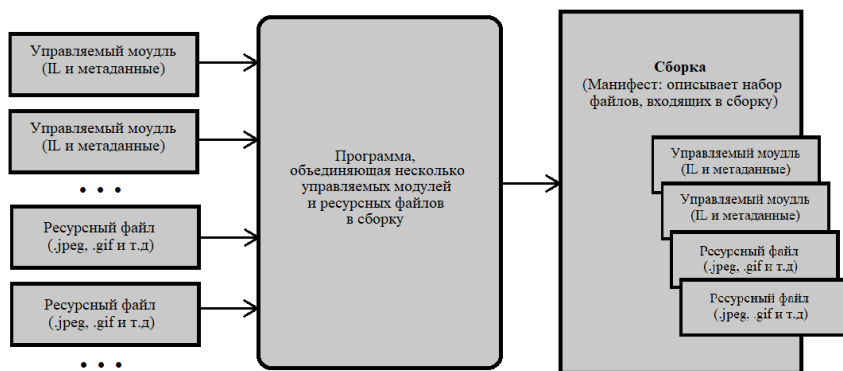 Управляемый моудль
(IL и метаданные)
Управляемый моудль
(IL и метаданные)
• • •
Ресурсный файл
(.jpeg, .gif и т.д)
Ресурсный файл
(.jpeg, .gif и т.д)
• • •
Программа,
объединяющая несколько
управляемых модулей
и ресурсных файлов
в сборку
Сборка
(Манифест: описывает набор
файлов, входящих в сборку)
Управляемый моудль
(IL и метаданные)
Управляемый моудль
(IL и метаданные)
Ресурсный файл
(.jpeg, .gif и т.д)
Ресурсный файл
(.jpeg, .gif и т.д)